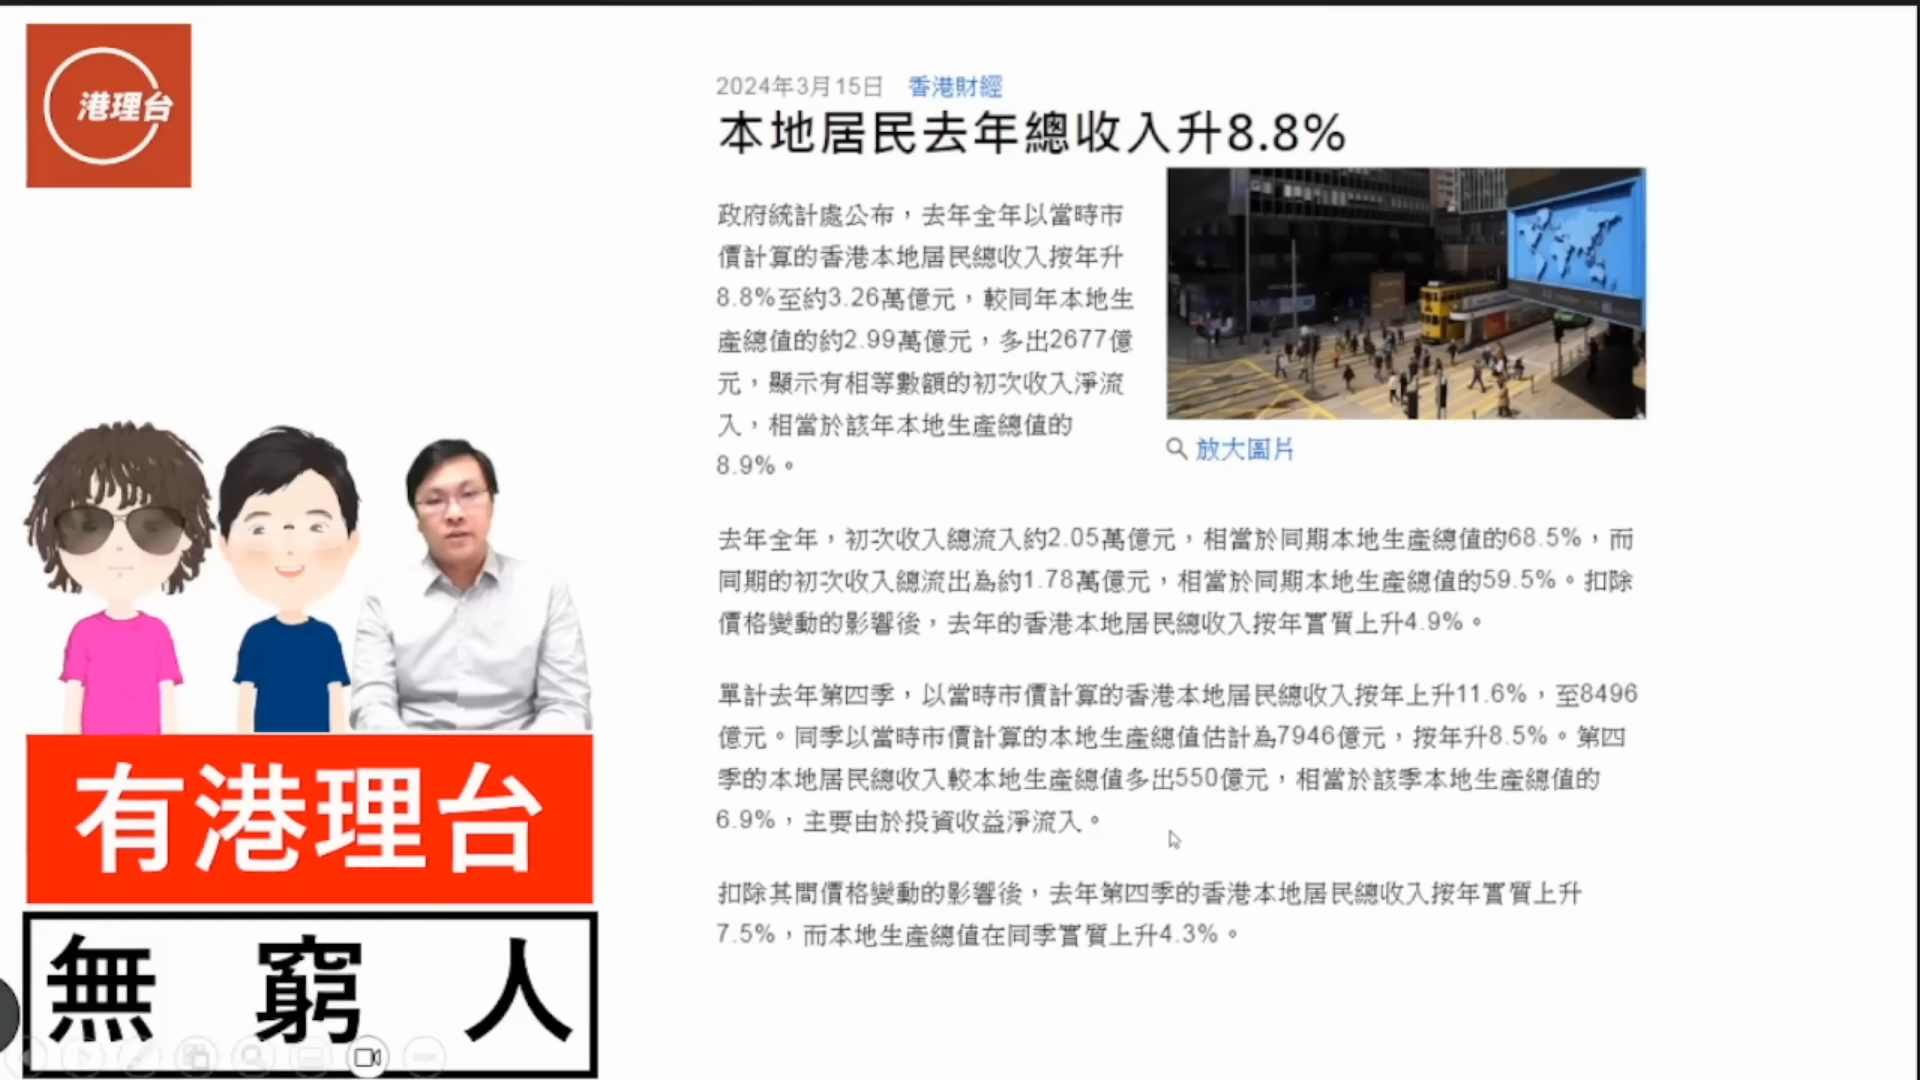 港理台
2024年3月15日 香港財經
本地居民去年總收入升8.8%
政府統計處公布，去年全年以當時市
價計算的香港本地居民總收入按年升
8.8%至約3.26萬億元，較同年本地生
產總值的約2.99萬億元，多出2677億
元，顯示有相等數額的初次收入淨流
入，相當於該年本地生產總值的
8.9%。
放大圖片
去年全年，初次收入總流入約2.05萬億元，相當於同期本地生產總值的68.5%，而
同期的初次收入總流出為約1.78萬億元，相當於同期本地生產總值的59.5%。扣除
價格變動的影響後，去年的香港本地居民總收入按年實質上升4.9%。
單計去年第四季，以當時市價計算的香港本地居民總收入按年上升11.6%，至8496
億元。同季以當時市價計算的本地生產總值估計為7946億元，按年升8.5%。第四
季的本地居民總收入較本地生產總值多出550億元，相當於該季本地生產總值的
6.9%，主要由於投資收益淨流入。
扣除其間價格變動的影響後，去年第四季的香港本地居民總收入按年實質上升
7.5%，而本地生產總值在同季實質上升4.3%。
有港理台
無窮人